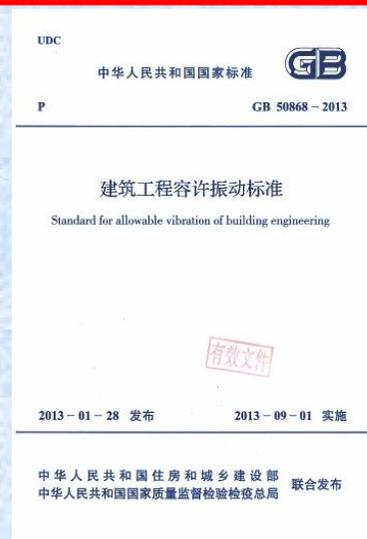 UDC
中华人民共和国国家标准 GB
P GB 50868－2013
建筑工程容许振动标准
Standard for allowable vibration of building engineering
有效文件
2013－01－28 发布 2013－09－01 实施
中华人民共和国住房和城乡建设部
中华人民共和国国家质量监督检验检疫总局
联合发布